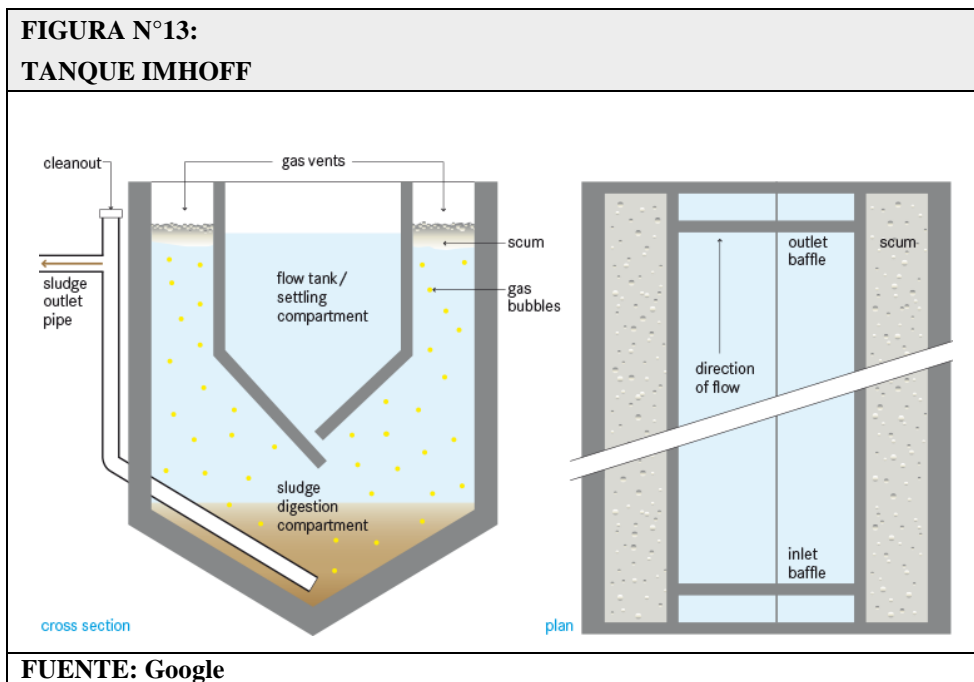 FIGURA N°13:
TANQUE IMHOFF
cleanout
gas vents
scum
flow tank/
settling
compartment
gas
bubbles
sludge
outlet
pipe
sludge
digestion
compartment
cross section
outlet
baffle
scum
direction
of flow
inlet
baffle
plan
FUENTE: Google